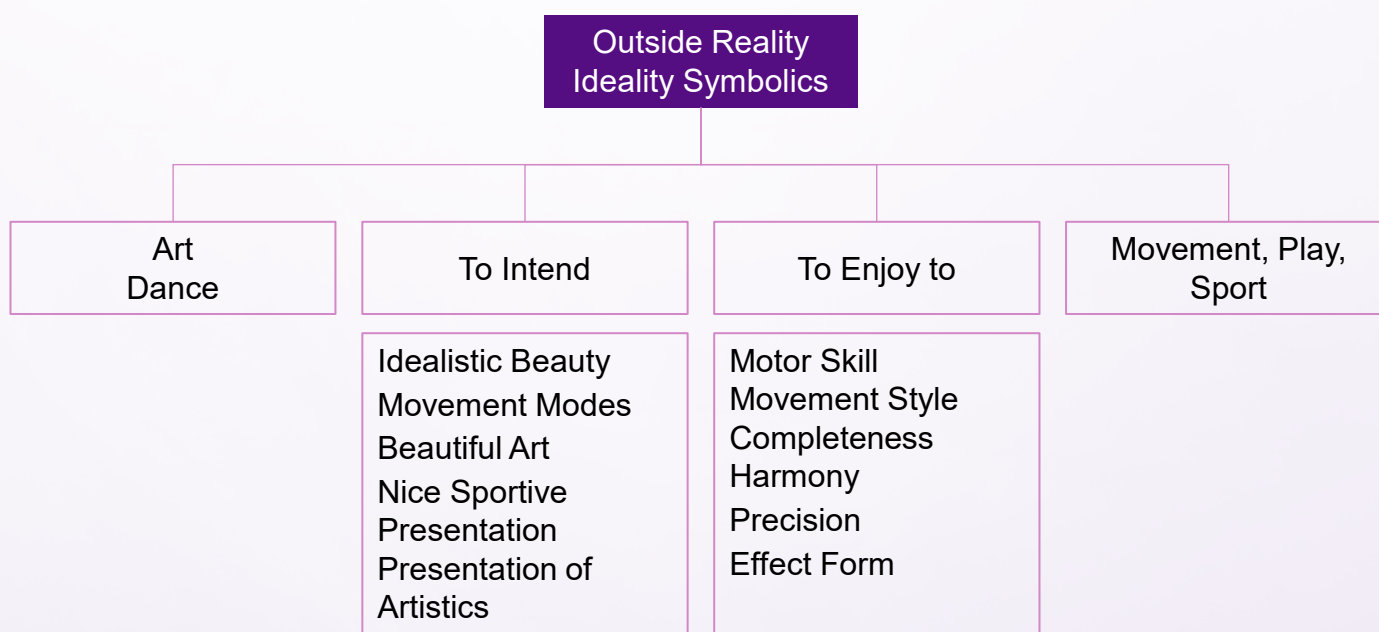 Outside Reality
Ideality Symbolics
Art
Dance
To Intend
To Enjoy to
Movement, Play,
Sport
Idealistic Beauty
Movement Modes
Beautiful Art
Nice Sportive
Presentation
Presentation of
Artistics
Motor Skill
Movement Style
Completeness
Harmony
Precision
Effect Form